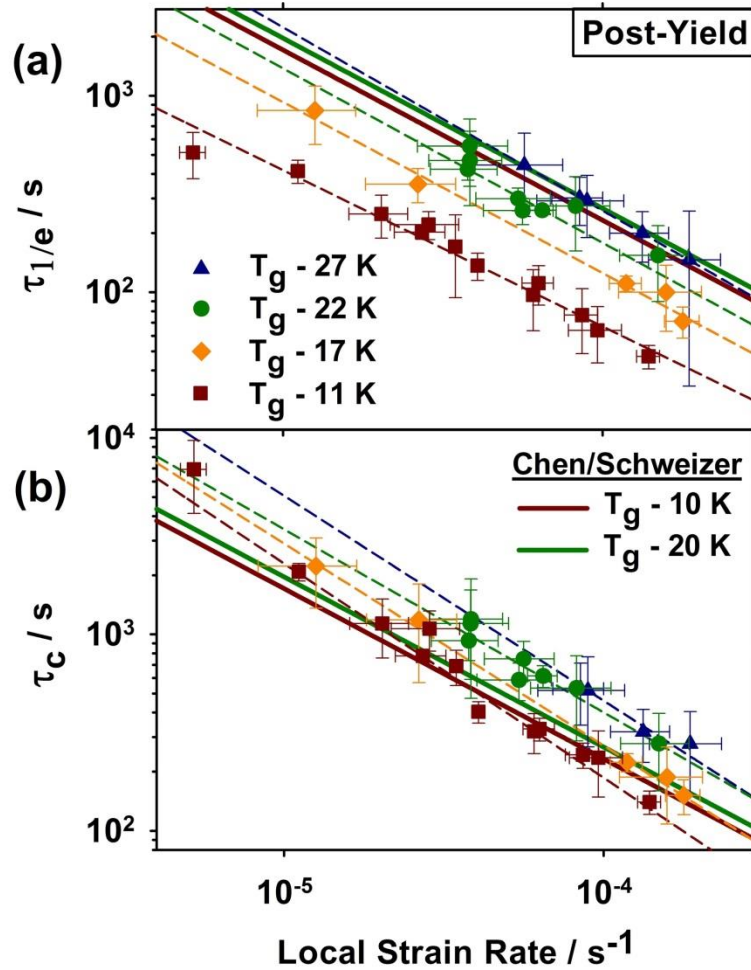 (a)
Post-Yield
10³
10²
τ1/e / s
Tg - 27 K
Tg - 22 K
Tg - 17 K
Tg - 11 K
(b)
10⁴
10³
10²
τc / s
Chen/Schweizer
Tg - 10 K
Tg - 20 K
10⁻⁵
10⁻⁴
Local Strain Rate / s⁻¹